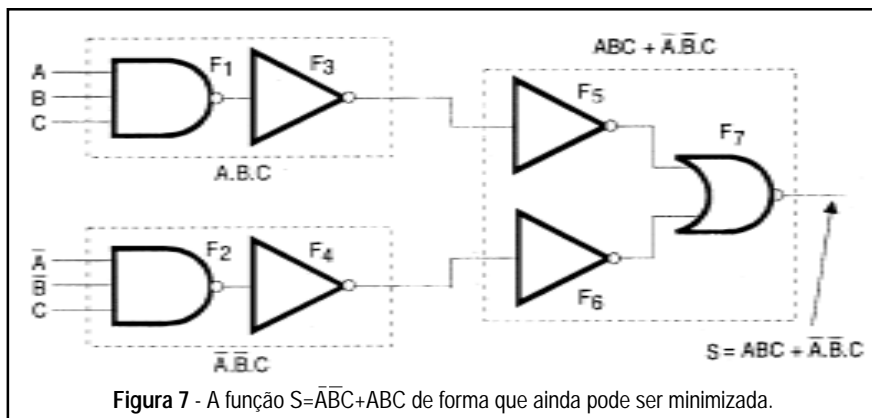 ABC + A̅.B̅.C
A
F1
F3
B
C
A.B.C
F5
F7
A̅
F2
F4
B̅
C
A̅.B̅.C
F6
S = ABC + A̅.B̅.C
Figura 7 - A função S=A̅B̅C+ABC de forma que ainda pode ser minimizada.